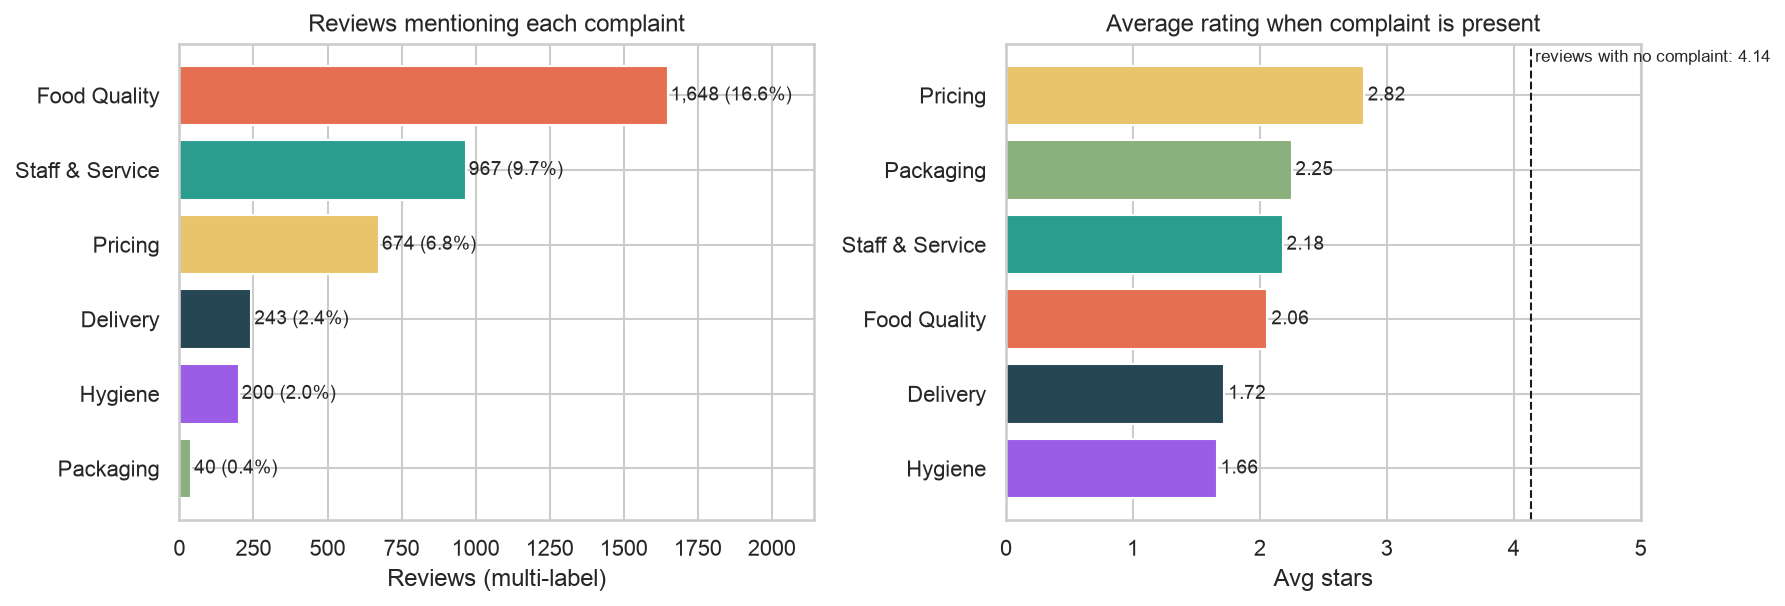 Reviews mentioning each complaint
Food Quality
1,648 (16.6%)
Staff & Service
967 (9.7%)
Pricing
674 (6.8%)
Delivery
243 (2.4%)
Hygiene
200 (2.0%)
Packaging
40 (0.4%)
0 250 500 750 1000 1250 1500 1750 2000
Reviews (multi-label)
Average rating when complaint is present
reviews with no complaint: 4.14
Pricing
2.82
Packaging
2.25
Staff & Service
2.18
Food Quality
2.06
Delivery
1.72
Hygiene
1.66
0 1 2 3 4 5
Avg stars